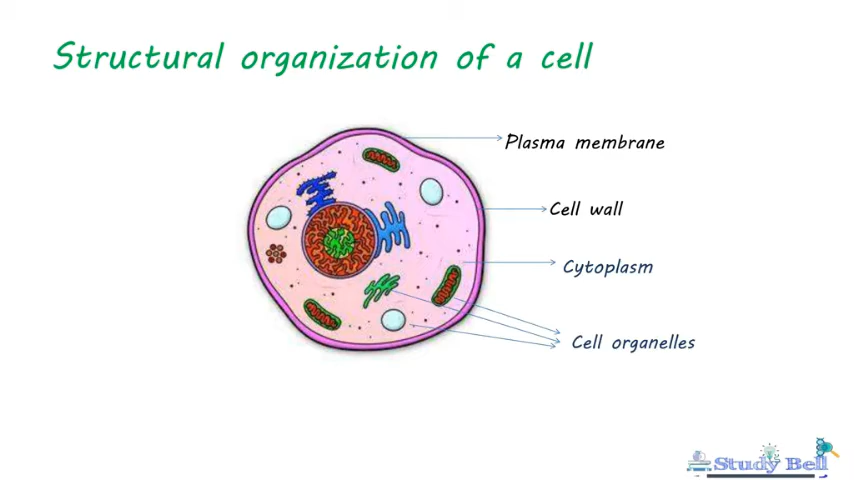 Structural organization of a cell
Plasma membrane
Cell wall
Cytoplasm
Cell organelles
Study Bell